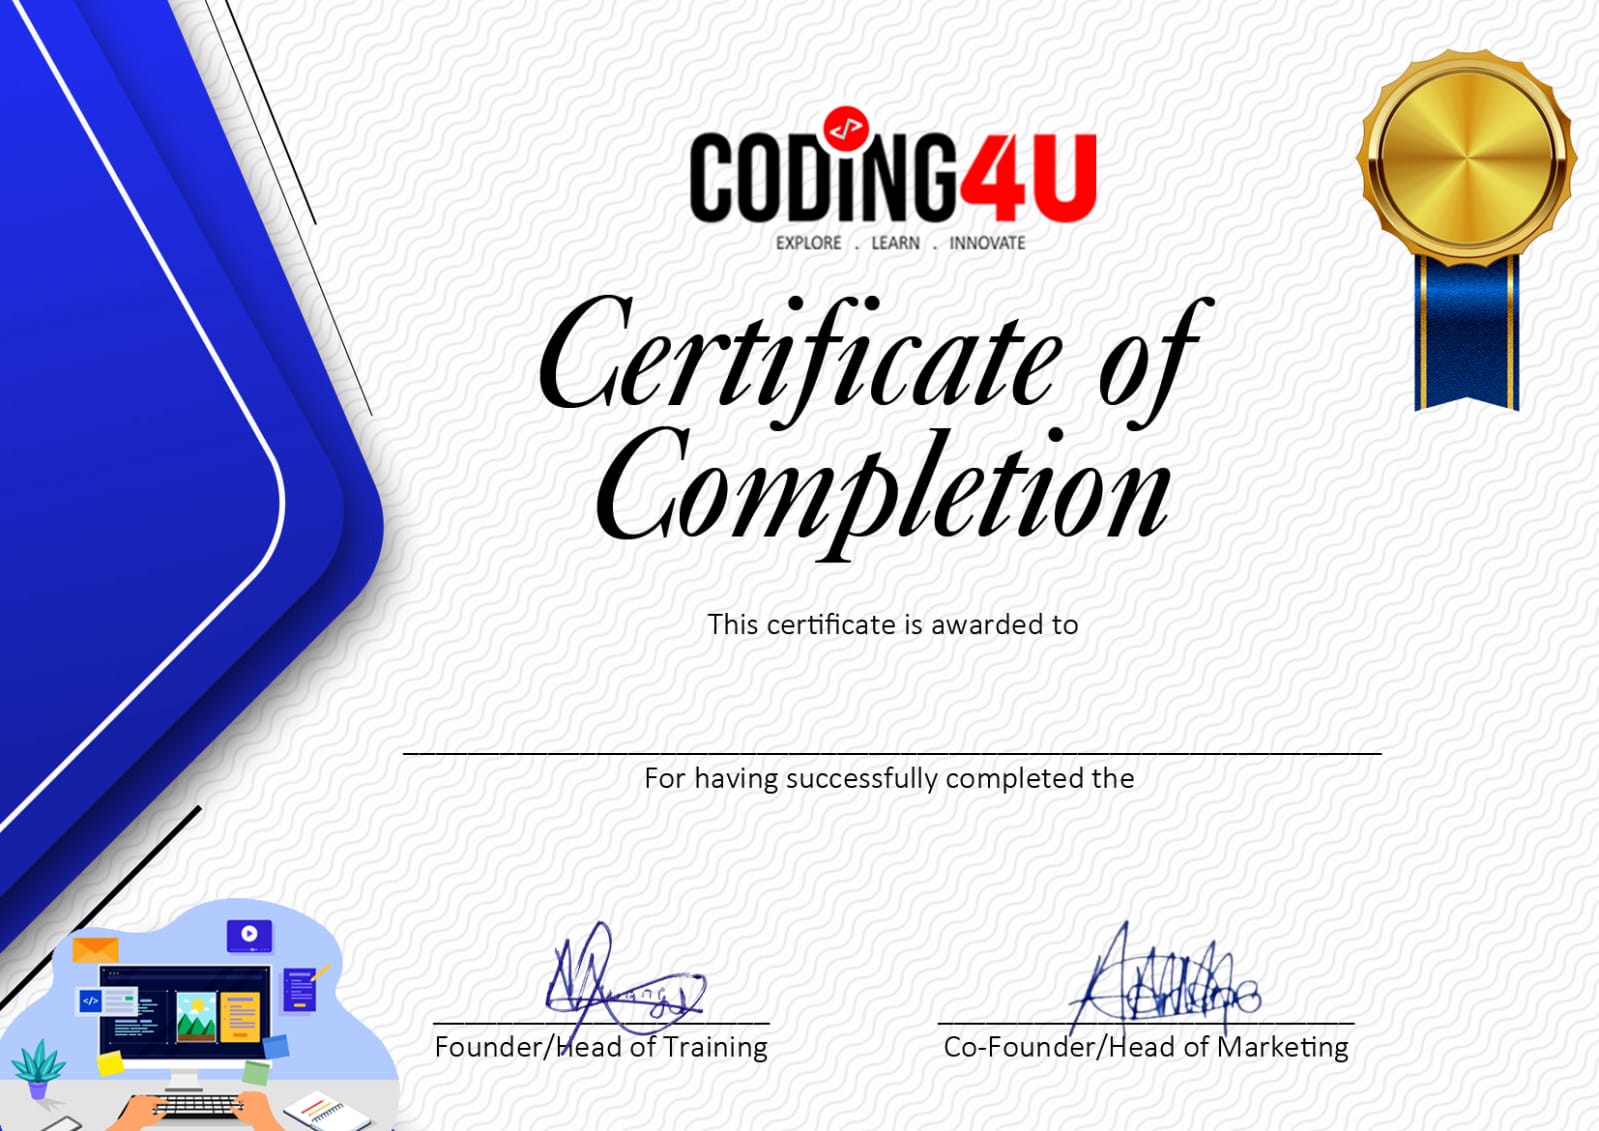 CODiNG4U
EXPLORE . LEARN . INNOVATE
Certificate of
Completion
This certificate is awarded to
For having successfully completed the
Founder/Head of Training
Co-Founder/Head of Marketing